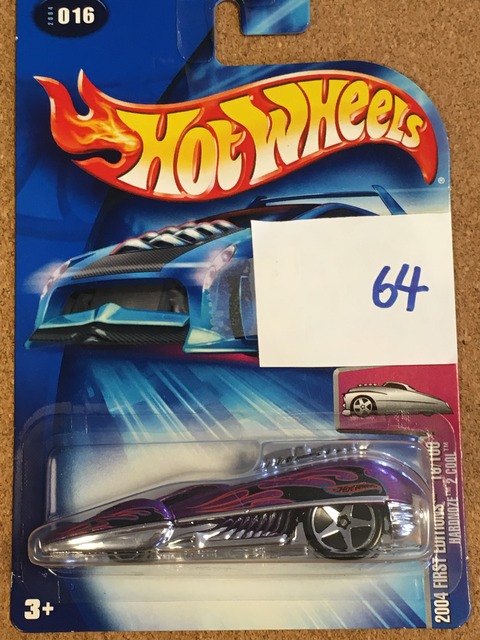 2004 016
HOT WHEELS ®
64
2004 FIRST EDITIONS 16/100
HARDNOZE™ 2 COOL™
3+